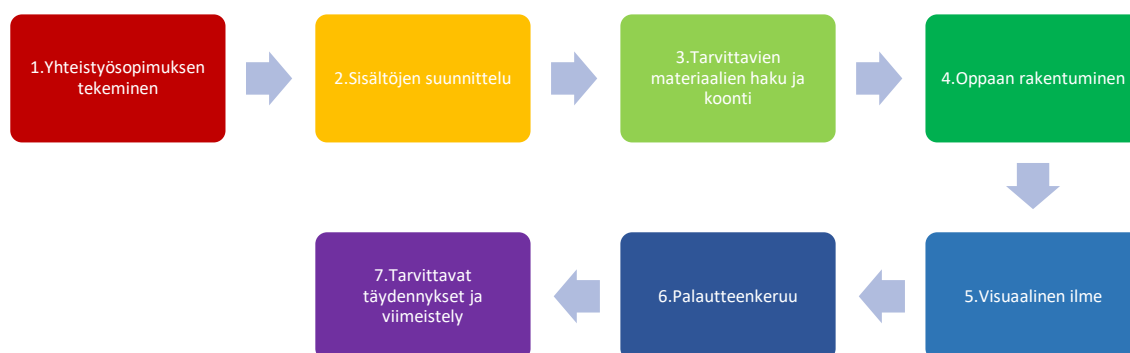 1.Yhteistyösopimuksen
tekeminen
2.Sisältöjen suunnittelu
3.Tarvittavien
materiaalien haku ja
koonti
4.Oppaan rakentuminen
5.Visuaalinen ilme
6.Palautteenkeruu
7.Tarvittavat
täydennykset ja
viimeistely